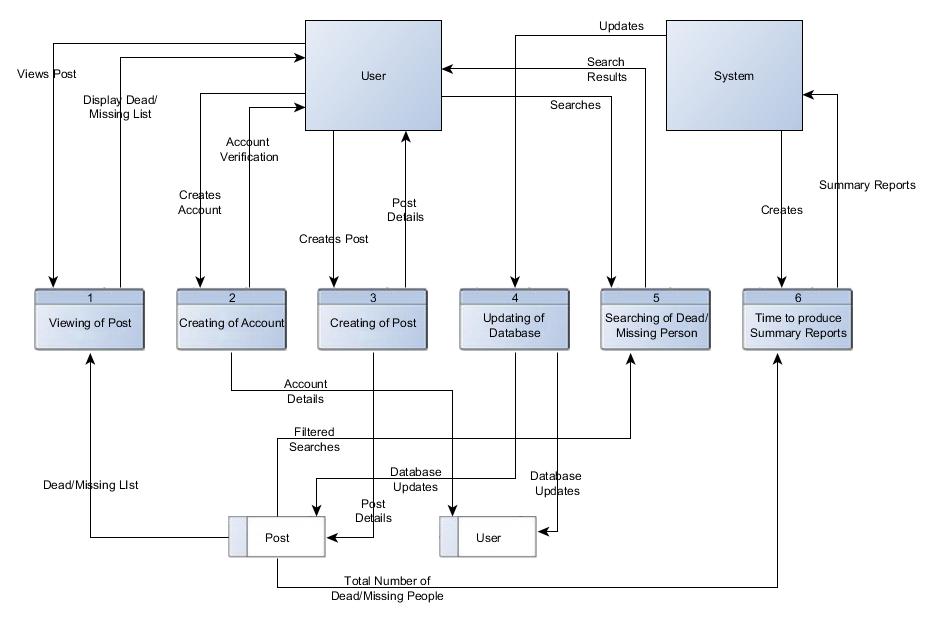 Updates
User
System
Views Post
Search
Results
Display Dead/
Missing List
Searches
Account
Verification
Summary Reports
Creates
Account
Post
Details
Creates
Creates Post
1
Viewing of Post
2
Creating of Account
3
Creating of Post
4
Updating of
Database
5
Searching of Dead/
Missing Person
6
Time to produce
Summary Reports
Account
Details
Filtered
Searches
Database
Updates
Database
Updates
Dead/Missing LIst
Post
Details
Post
User
Total Number of
Dead/Missing People